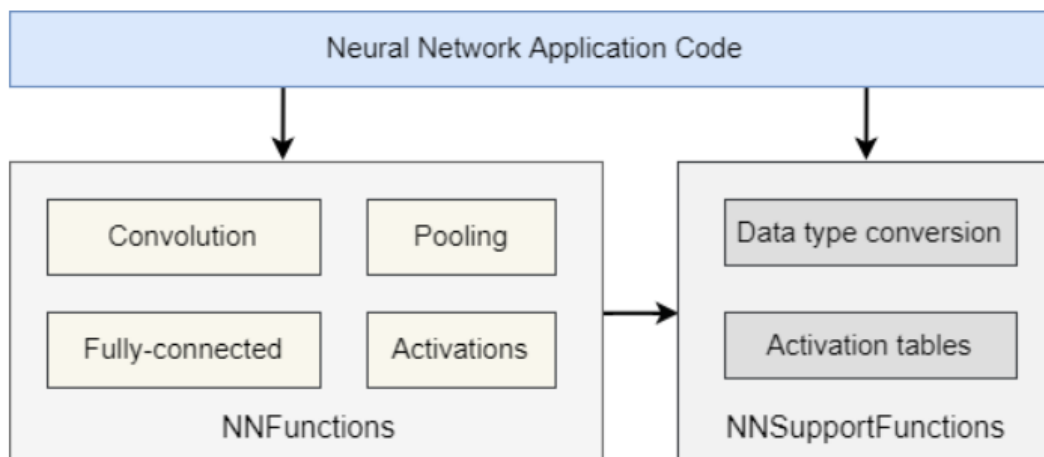 Neural Network Application Code
Convolution
Pooling
Fully-connected
Activations
NNFunctions
Data type conversion
Activation tables
NNSupportFunctions